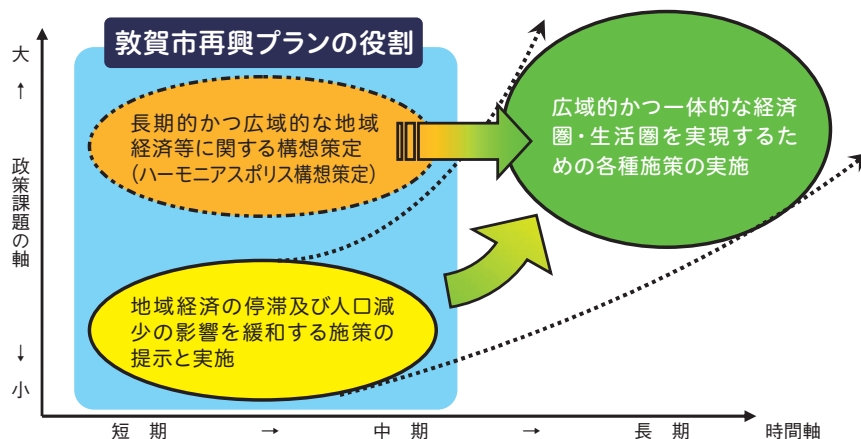 敦賀市再興プランの役割
大
↑
政策課題の軸
↓
小
長期的かつ広域的な地域
経済等に関する構想策定
(ハーモニアスポリス構想策定)
広域的かつ一体的な経済
圏・生活圏を実現するた
めの各種施策の実施
地域経済の停滞及び人口減
少の影響を緩和する施策の
提示と実施
短期 → 中期 → 長期 時間軸